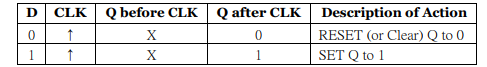 D CLK Q before CLK Q after CLK Description of Action
0 ↑ X 0 RESET (or Clear) Q to 0
1 ↑ X 1 SET Q to 1